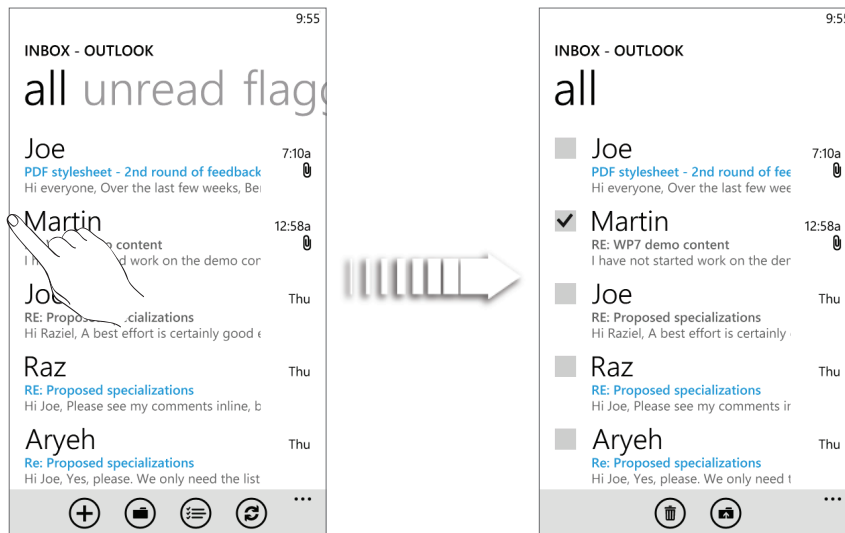 9:55
INBOX - OUTLOOK
all unread flagg
Joe 7:10a
PDF stylesheet - 2nd round of feedback
Hi everyone, Over the last few weeks, Be
Martin 12:58a
content
I d work on the demo con
Joe Thu
RE: Propos cializations
Hi Raziel, A best effort is certainly good e
Raz Thu
RE: Proposed specializations
Hi Joe, Please see my comments inline, b
Aryeh Thu
Re: Proposed specializations
Hi Joe, Yes, please. We only need the list
...
9:55
INBOX - OUTLOOK
all
Joe 7:10a
PDF stylesheet - 2nd round of fee
Hi everyone, Over the last few wee
Martin 12:58a
RE: WP7 demo content
I have not started work on the der
Joe Thu
RE: Proposed specializations
Hi Raziel, A best effort is certainly
Raz Thu
RE: Proposed specializations
Hi Joe, Please see my comments ir
Aryeh Thu
Re: Proposed specializations
Hi Joe, Yes, please. We only need t
...